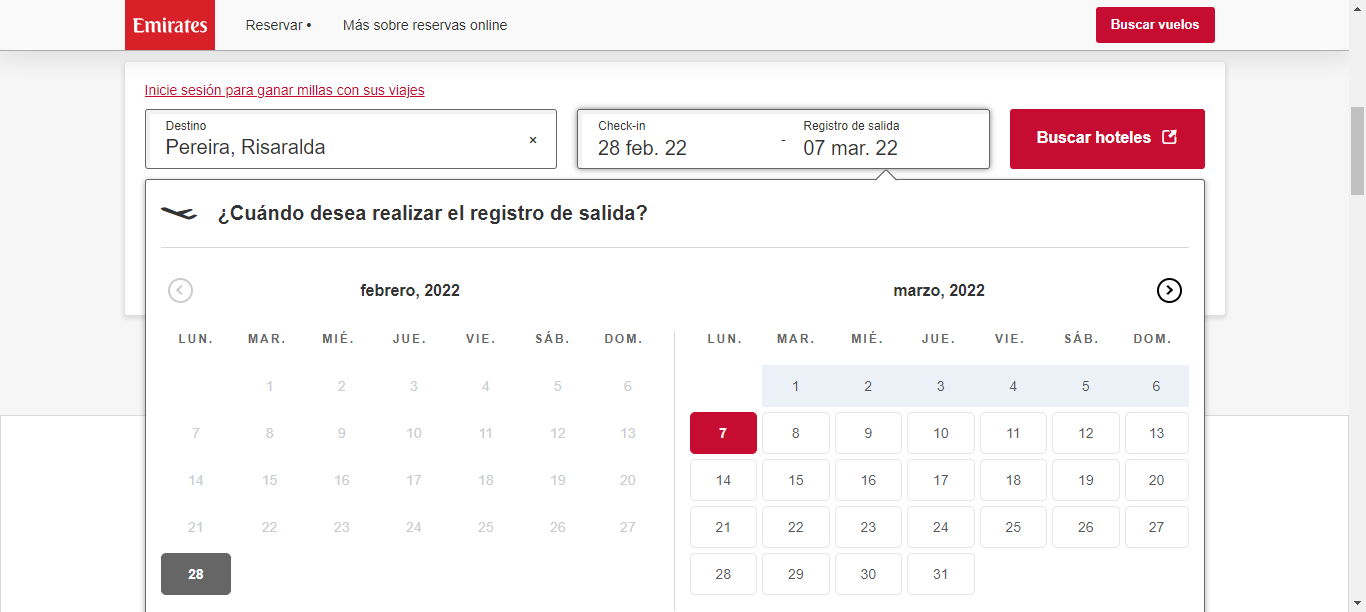 Emirates
Reservar •
Más sobre reservas online
Buscar vuelos
Inicie sesión para ganar millas con sus viajes
Destino
Pereira, Risaralda
×
Check-in
28 feb. 22
-
Registro de salida
07 mar. 22
Buscar hoteles
¿Cuándo desea realizar el registro de salida?
febrero, 2022
LUN. MAR. MIÉ. JUE. VIE. SÁB. DOM.
1 2 3 4 5 6
7 8 9 10 11 12 13
14 15 16 17 18 19 20
21 22 23 24 25 26 27
28
marzo, 2022
LUN. MAR. MIÉ. JUE. VIE. SÁB. DOM.
1 2 3 4 5 6
7 8 9 10 11 12 13
14 15 16 17 18 19 20
21 22 23 24 25 26 27
28 29 30 31